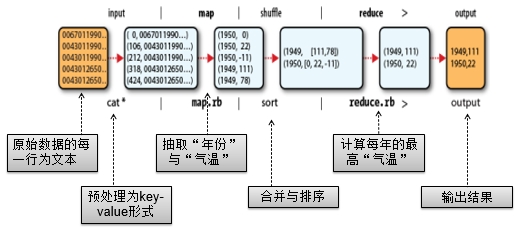 input | map | shuffle | reduce > output
0067011990...
0043011990...
0043011990...
0043012650...
0043012650...
( 0, 0067011990...)
(106, 0043011990...)
(212, 0043011990...)
(318, 0043012650...)
(424, 0043012650...)
(1950, 0)
(1950, 22)
(1950, -11)
(1949, 111)
(1949, 78)
(1949, [111,78])
(1950, [0, 22, -11])
(1949, 111)
(1950, 22)
1949,111
1950,22
cat * | map.rb | sort | reduce.rb > output
原始数据的每
一行为文本
抽取“年份”
与“气温”
计算每年的最
高“气温”
预处理为key-
value形式
合并与排序
输出结果